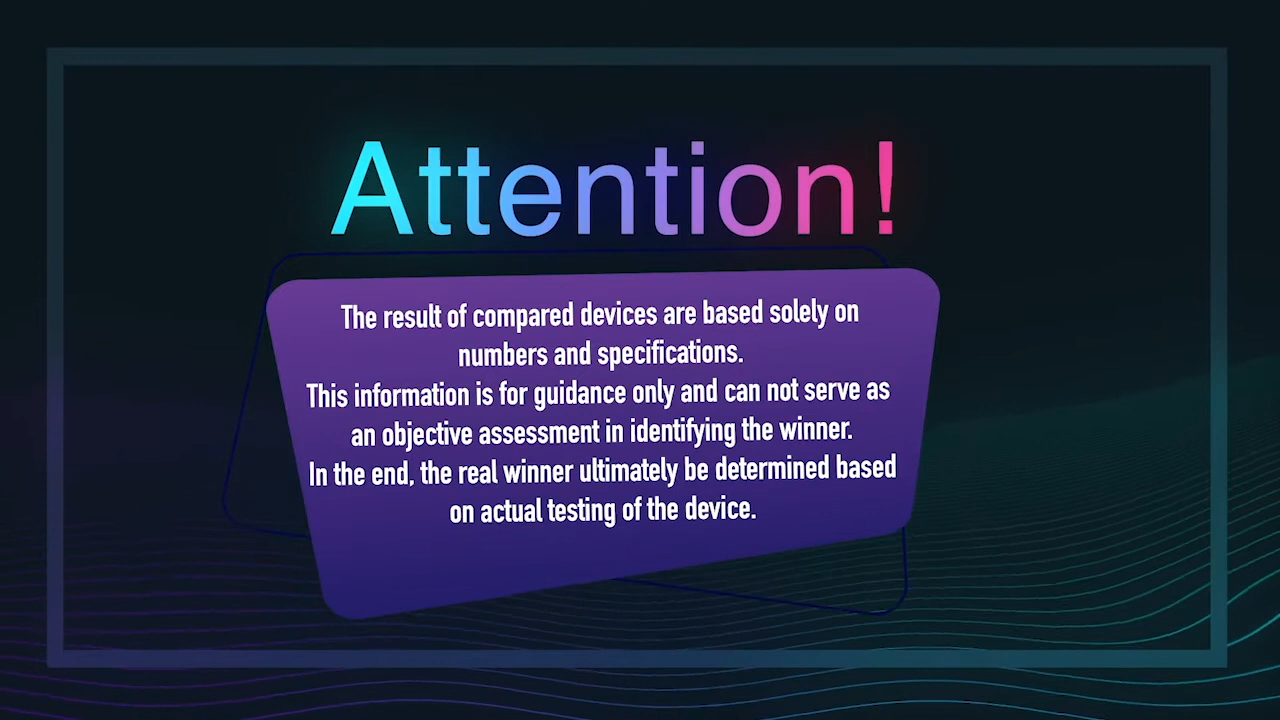 Attention!
The result of compared devices are based solely on
numbers and specifications.
This information is for guidance only and can not serve as
an objective assessment in identifying the winner.
In the end, the real winner ultimately be determined based
on actual testing of the device.